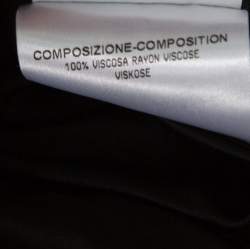 COMPOSIZIONE-COMPOSITION
100% VISCOSA RAYON VISCOSE
VISKOSE